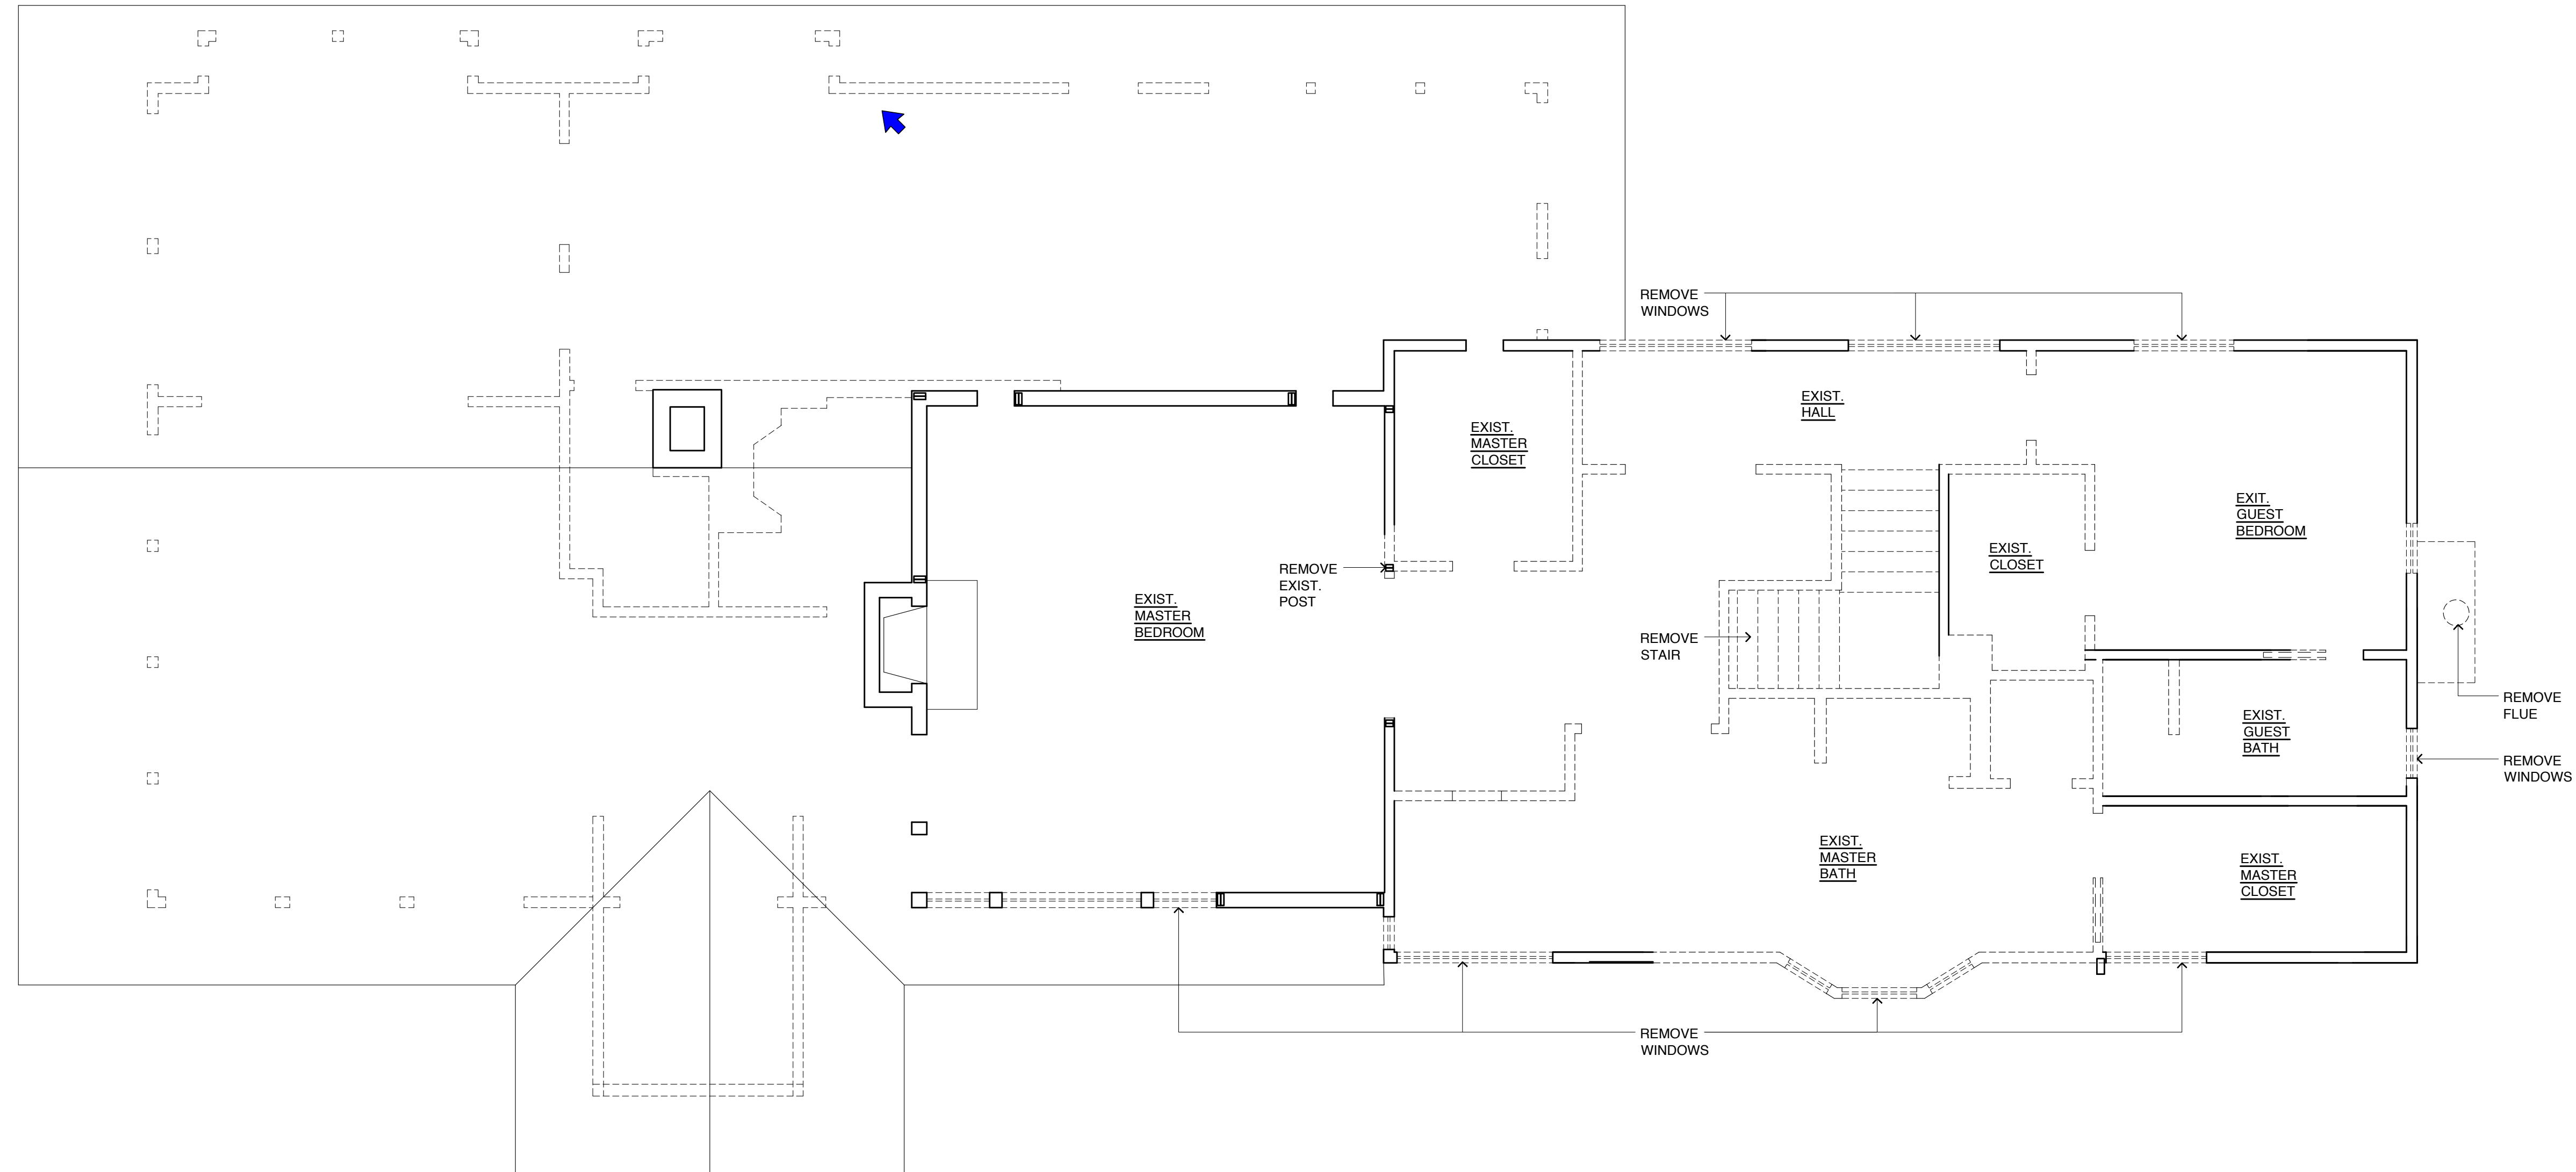 REMOVE
WINDOWS
EXIST.
HALL
EXIST.
MASTER
CLOSET
EXIT.
GUEST
BEDROOM
EXIST.
CLOSET
REMOVE
EXIST.
POST
EXIST.
MASTER
BEDROOM
REMOVE
STAIR
REMOVE
FLUE
EXIST.
GUEST
BATH
REMOVE
WINDOWS
EXIST.
MASTER
BATH
EXIST.
MASTER
CLOSET
REMOVE
WINDOWS